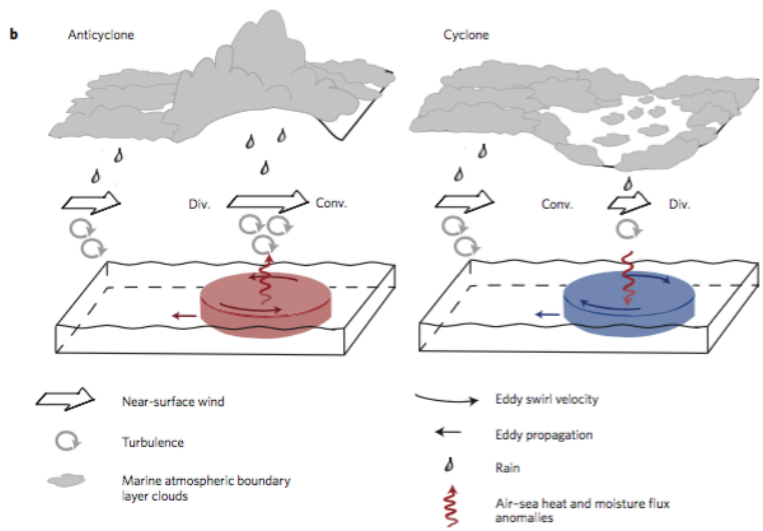 b
Anticyclone
Cyclone
Div.
Conv.
Conv.
Div.
Near-surface wind
Turbulence
Marine atmospheric boundary
layer clouds
Eddy swirl velocity
Eddy propagation
Rain
Air–sea heat and moisture flux
anomalies